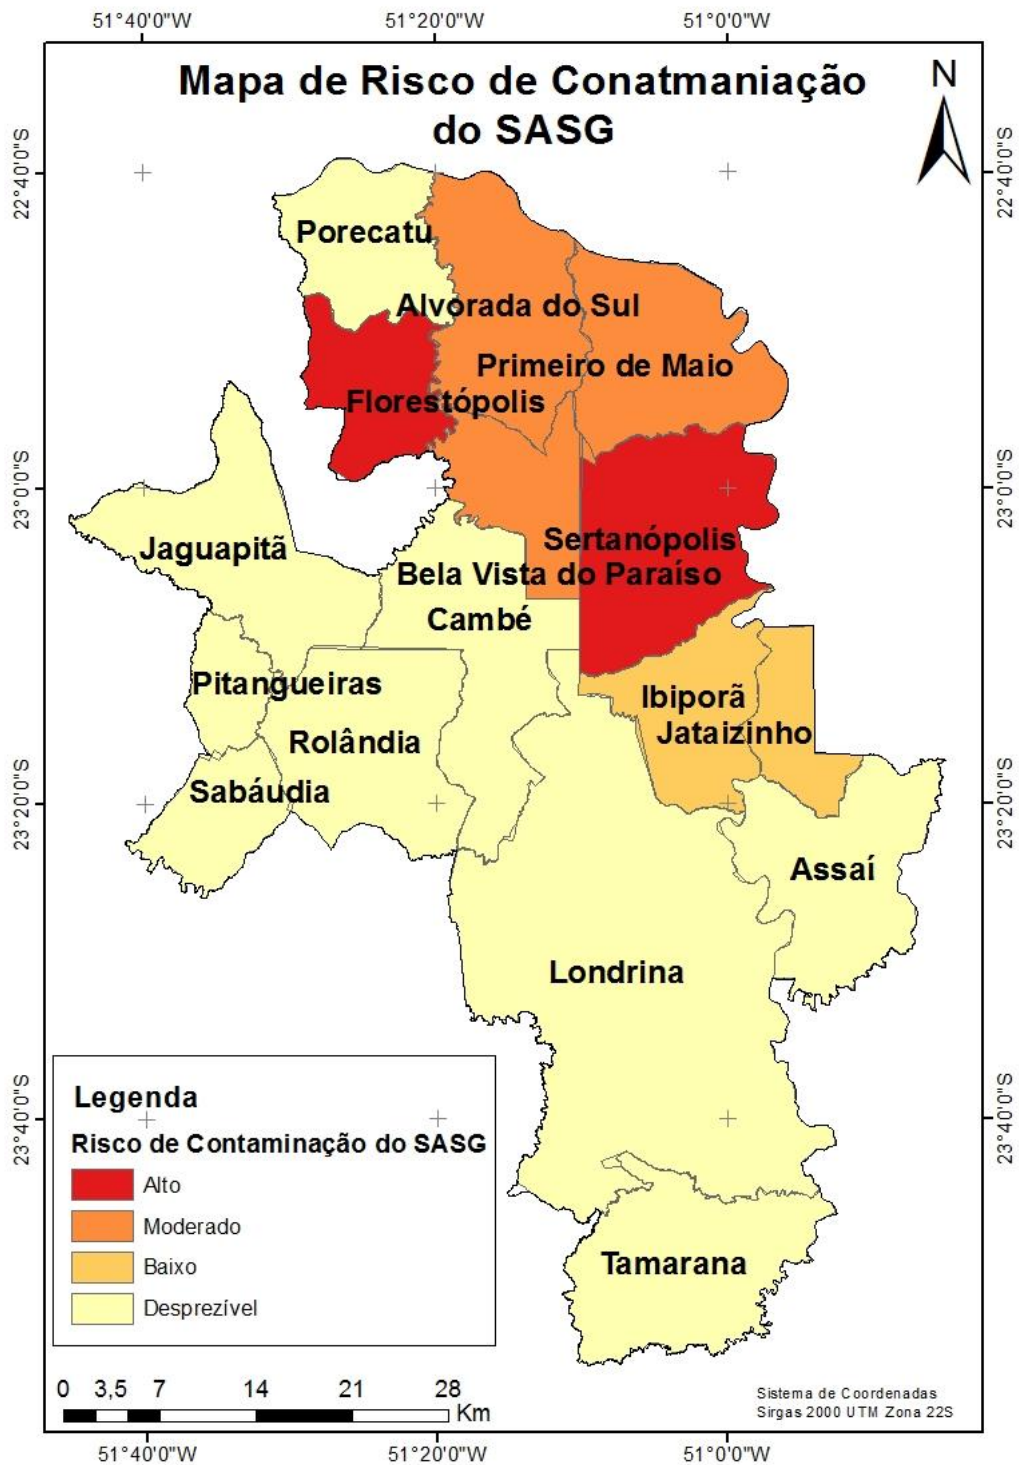 51°40'0"W 51°20'0"W 51°0'0"W
Mapa de Risco de Conatmaniação
do SASG
N
22°40'0"S 22°40'0"S
Porecatu
Alvorada do Sul
Primeiro de Maio
Florestópolis
23°0'0"S 23°0'0"S
Sertanópolis
Jaguapitã
Bela Vista do Paraíso
Cambé
Pitangueiras
Ibiporã
Jataizinho
Rolândia
Sabáudia
23°20'0"S 23°20'0"S
Assaí
Londrina
Legenda
23°40'0"S 23°40'0"S
Risco de Contaminação do SASG
Alto
Moderado
Baixo
Desprezível
Tamarana
0 3,5 7 14 21 28
Km
Sistema de Coordenadas
Sirgas 2000 UTM Zona 22S
51°40'0"W 51°20'0"W 51°0'0"W